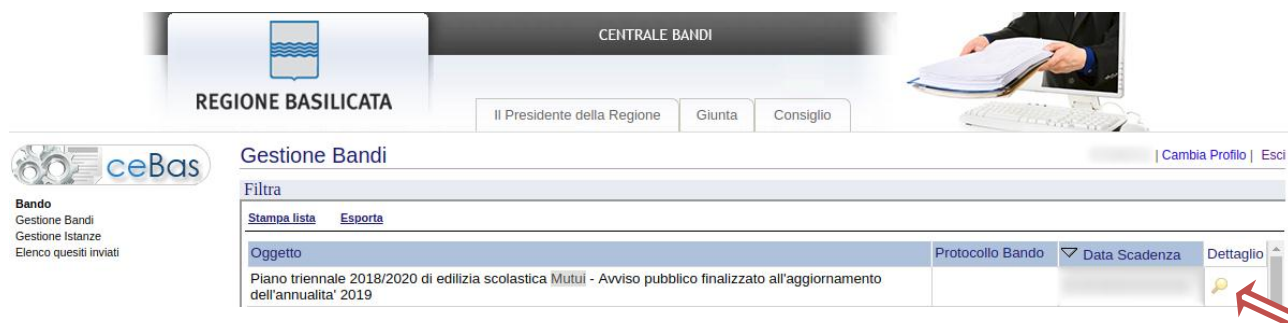 CENTRALE BANDI
REGIONE BASILICATA
Il Presidente della Regione Giunta Consiglio
ceBas
Gestione Bandi
| Cambia Profilo | Esci
Filtra
Bando
Gestione Bandi
Gestione Istanze
Elenco quesiti inviati
Stampa lista Esporta
Oggetto Protocollo Bando Data Scadenza Dettaglio
Piano triennale 2018/2020 di edilizia scolastica Mutui - Avviso pubblico finalizzato all'aggiornamento
dell'annualita' 2019